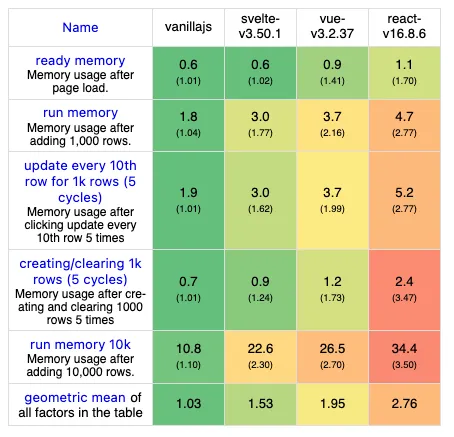 Name vanillajs svelte-v3.50.1 vue-v3.2.37 react-v16.8.6
ready memory
Memory usage after
page load.
0.6 0.6 0.9 1.1
(1.01) (1.02) (1.41) (1.70)
run memory
Memory usage after
adding 1,000 rows.
1.8 3.0 3.7 4.7
(1.04) (1.77) (2.16) (2.77)
update every 10th
row for 1k rows (5
cycles)
Memory usage after
clicking update every
10th row 5 times
1.9 3.0 3.7 5.2
(1.01) (1.62) (1.99) (2.77)
creating/clearing 1k
rows (5 cycles)
Memory usage after cre-
ating and clearing 1000
rows 5 times
0.7 0.9 1.2 2.4
(1.01) (1.24) (1.73) (3.47)
run memory 10k
Memory usage after
adding 10,000 rows.
10.8 22.6 26.5 34.4
(1.10) (2.30) (2.70) (3.50)
geometric mean of
all factors in the table
1.03 1.53 1.95 2.76